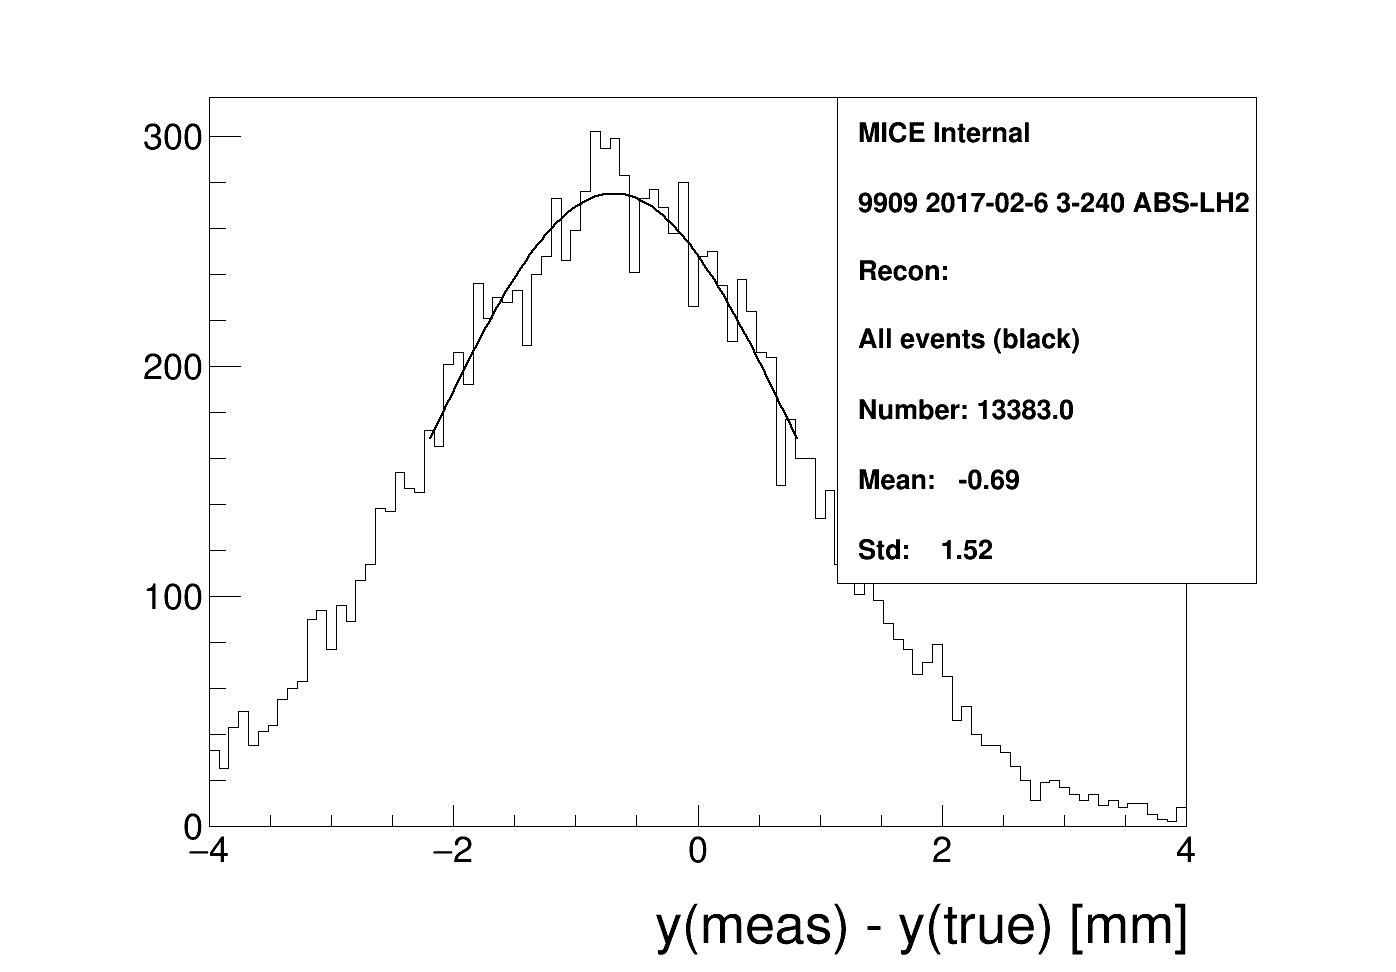 MICE Internal
9909 2017-02-6 3-240 ABS-LH2
Recon:
All events (black)
Number: 13383.0
Mean: -0.69
Std: 1.52
300
200
100
0
−4 −2 0 2 4
y(meas) - y(true) [mm]